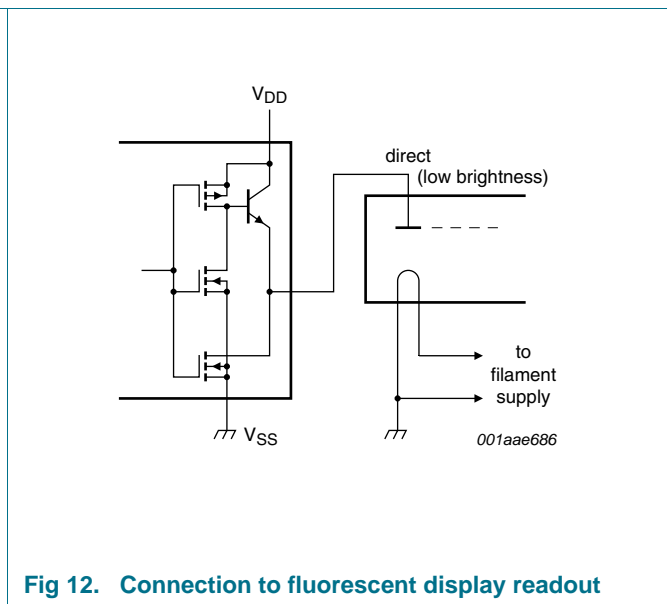 VDD
direct
(low brightness)
to
filament
supply
VSS
001aae686
Fig 12. Connection to fluorescent display readout